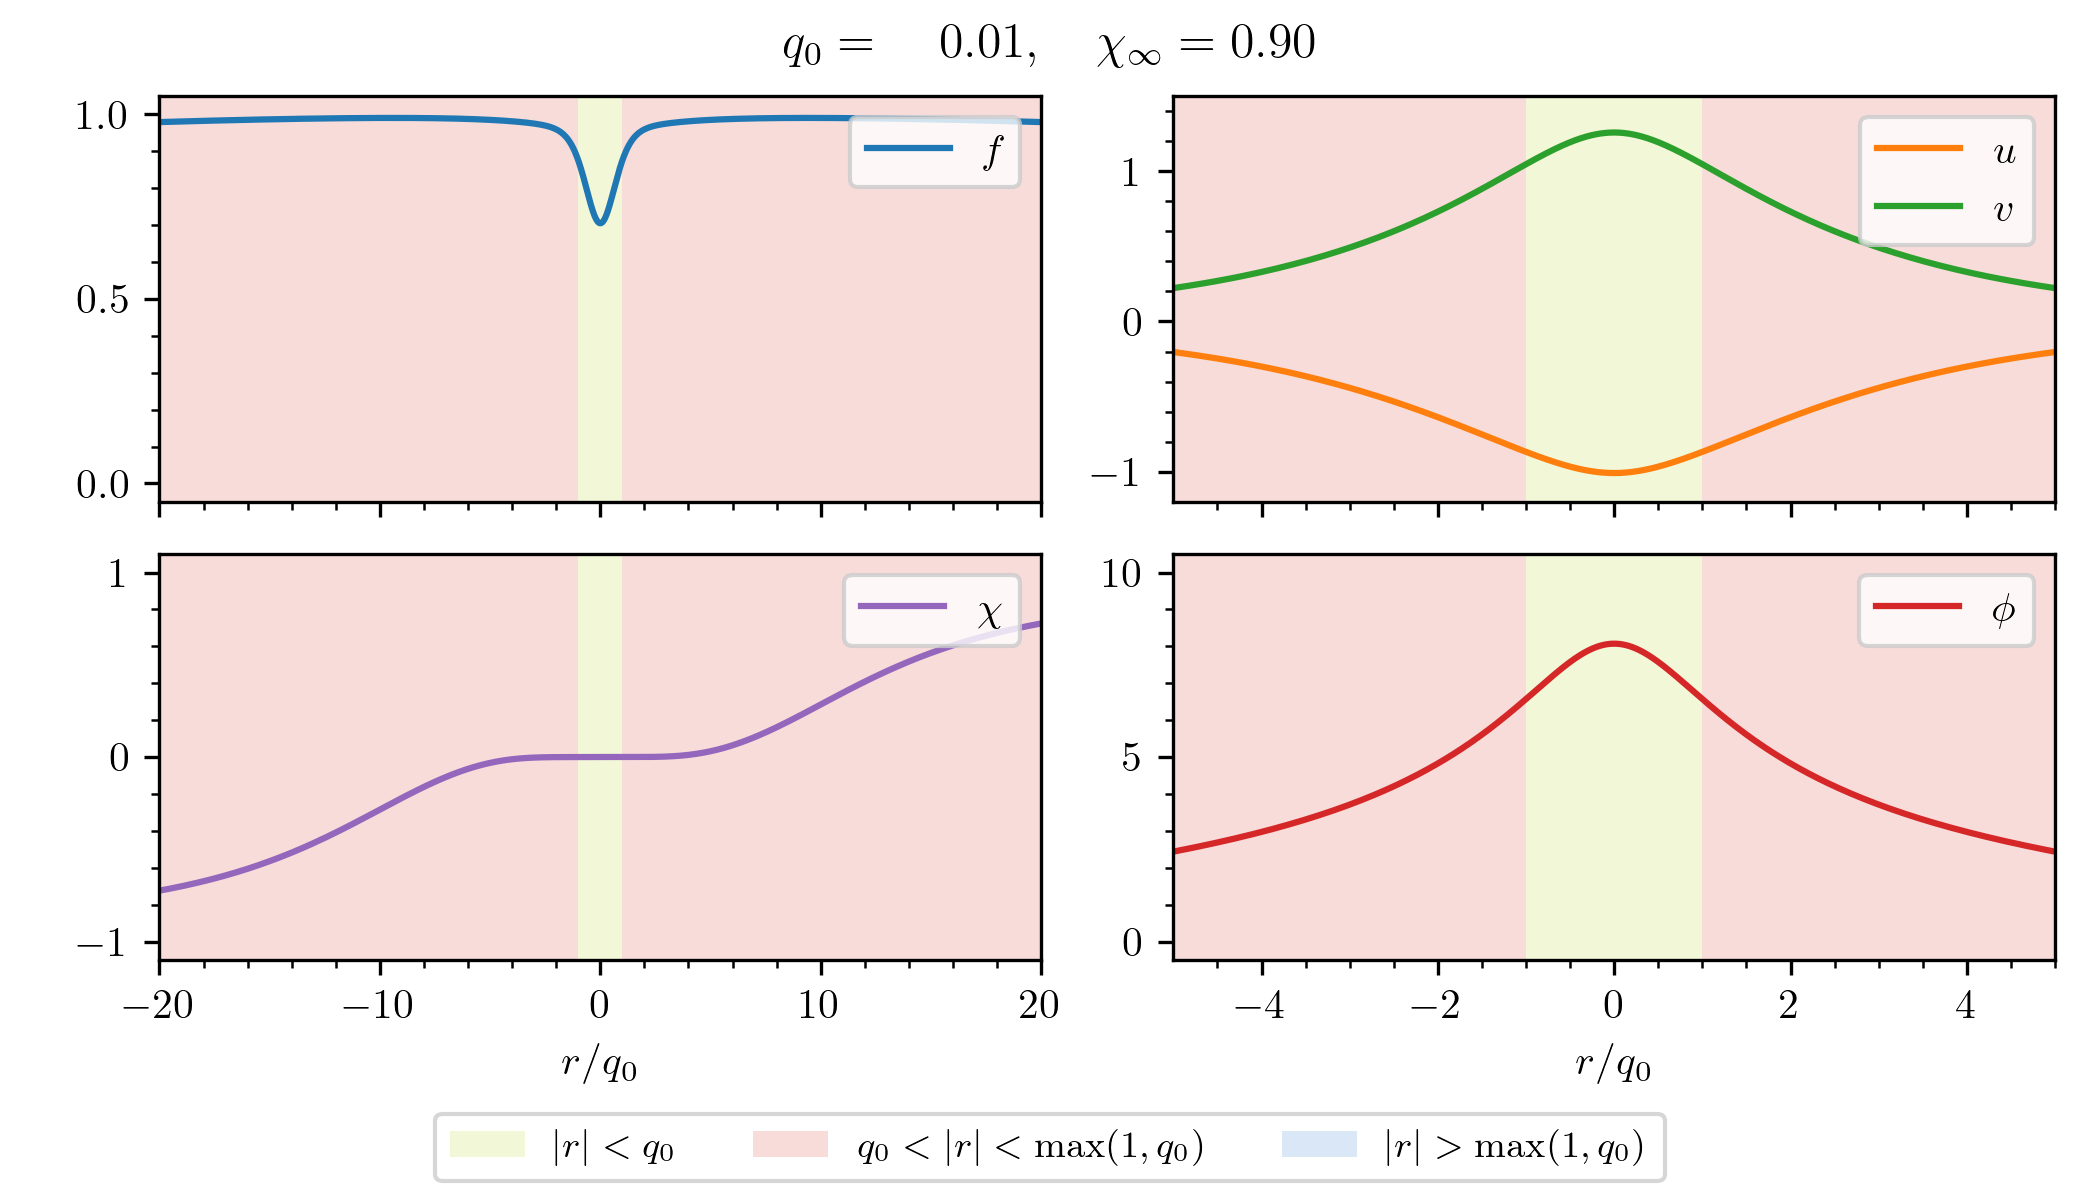 q₀ = 0.01, χ∞ = 0.90
1.0
0.5
0.0
f
1
0
−1
u
v
1
0
−1
χ
−20 −10 0 10 20
r/q₀
10
5
0
ϕ
−4 −2 0 2 4
r/q₀
|r| < q₀ q₀ < |r| < max(1, q₀) |r| > max(1, q₀)